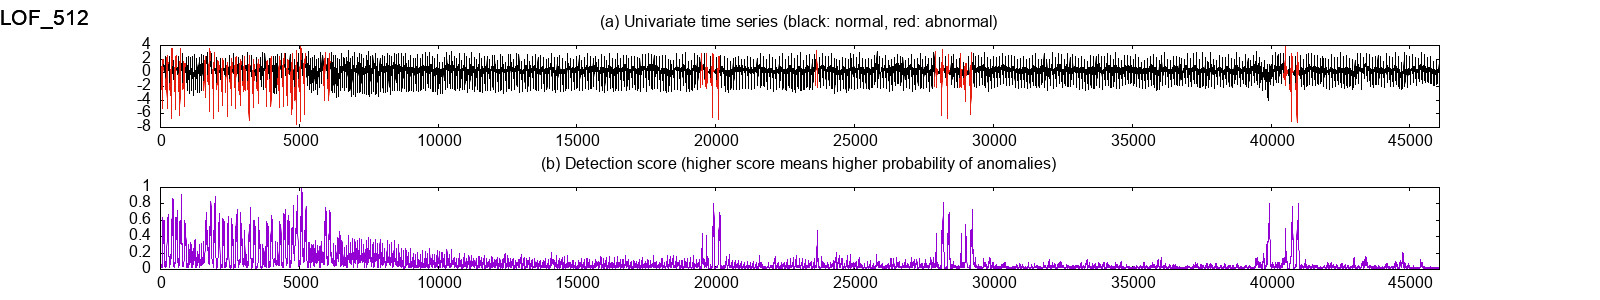 LOF_512
(a) Univariate time series (black: normal, red: abnormal)
4
2
0
-2
-4
-6
-8
0 5000 10000 15000 20000 25000 30000 35000 40000 45000
(b) Detection score (higher score means higher probability of anomalies)
1
0.8
0.6
0.4
0.2
0
0 5000 10000 15000 20000 25000 30000 35000 40000 45000